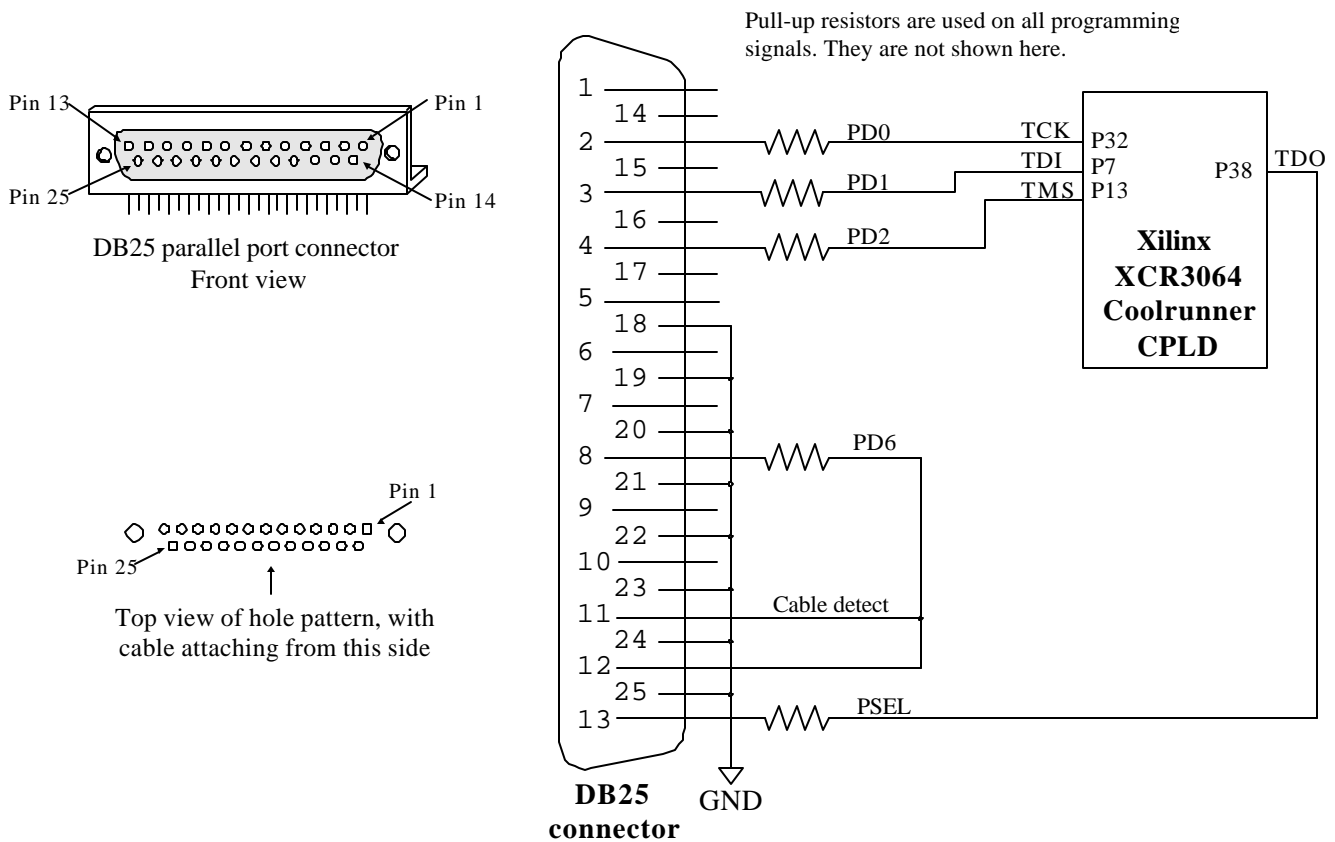 Pull-up resistors are used on all programming
signals. They are not shown here.
Pin 13
Pin 1
Pin 25
Pin 14
DB25 parallel port connector
Front view
1
14
2
15
3
16
4
17
5
18
6
19
7
20
8
21
9
22
10
23
11
24
12
25
13
PD0
PD1
PD2
PD6
Cable detect
PSEL
TCK
TDI
TMS
P32
P7
P13
P38
TDO
Xilinx
XCR3064
Coolrunner
CPLD
Pin 1
Pin 25
Top view of hole pattern, with
cable attaching from this side
DB25
connector
GND